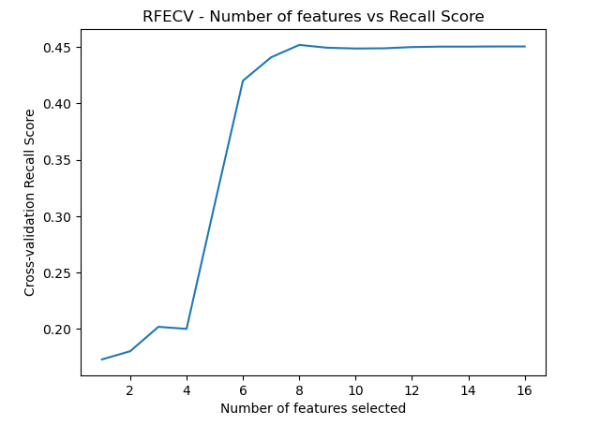 RFECV - Number of features vs Recall Score
0.45
0.40
0.35
0.30
0.25
0.20
Cross-validation Recall Score
2 4 6 8 10 12 14 16
Number of features selected